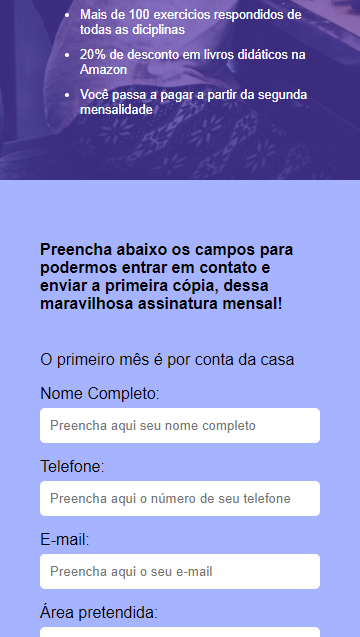 Mais de 100 exercicios respondidos de
todas as diciplinas
20% de desconto em livros didáticos na
Amazon
Você passa a pagar a partir da segunda
mensalidade
Preencha abaixo os campos para
podermos entrar em contato e
enviar a primeira cópia, dessa
maravilhosa assinatura mensal!
O primeiro mês é por conta da casa
Nome Completo:
Preencha aqui seu nome completo
Telefone:
Preencha aqui o número de seu telefone
E-mail:
Preencha aqui o seu e-mail
Área pretendida: